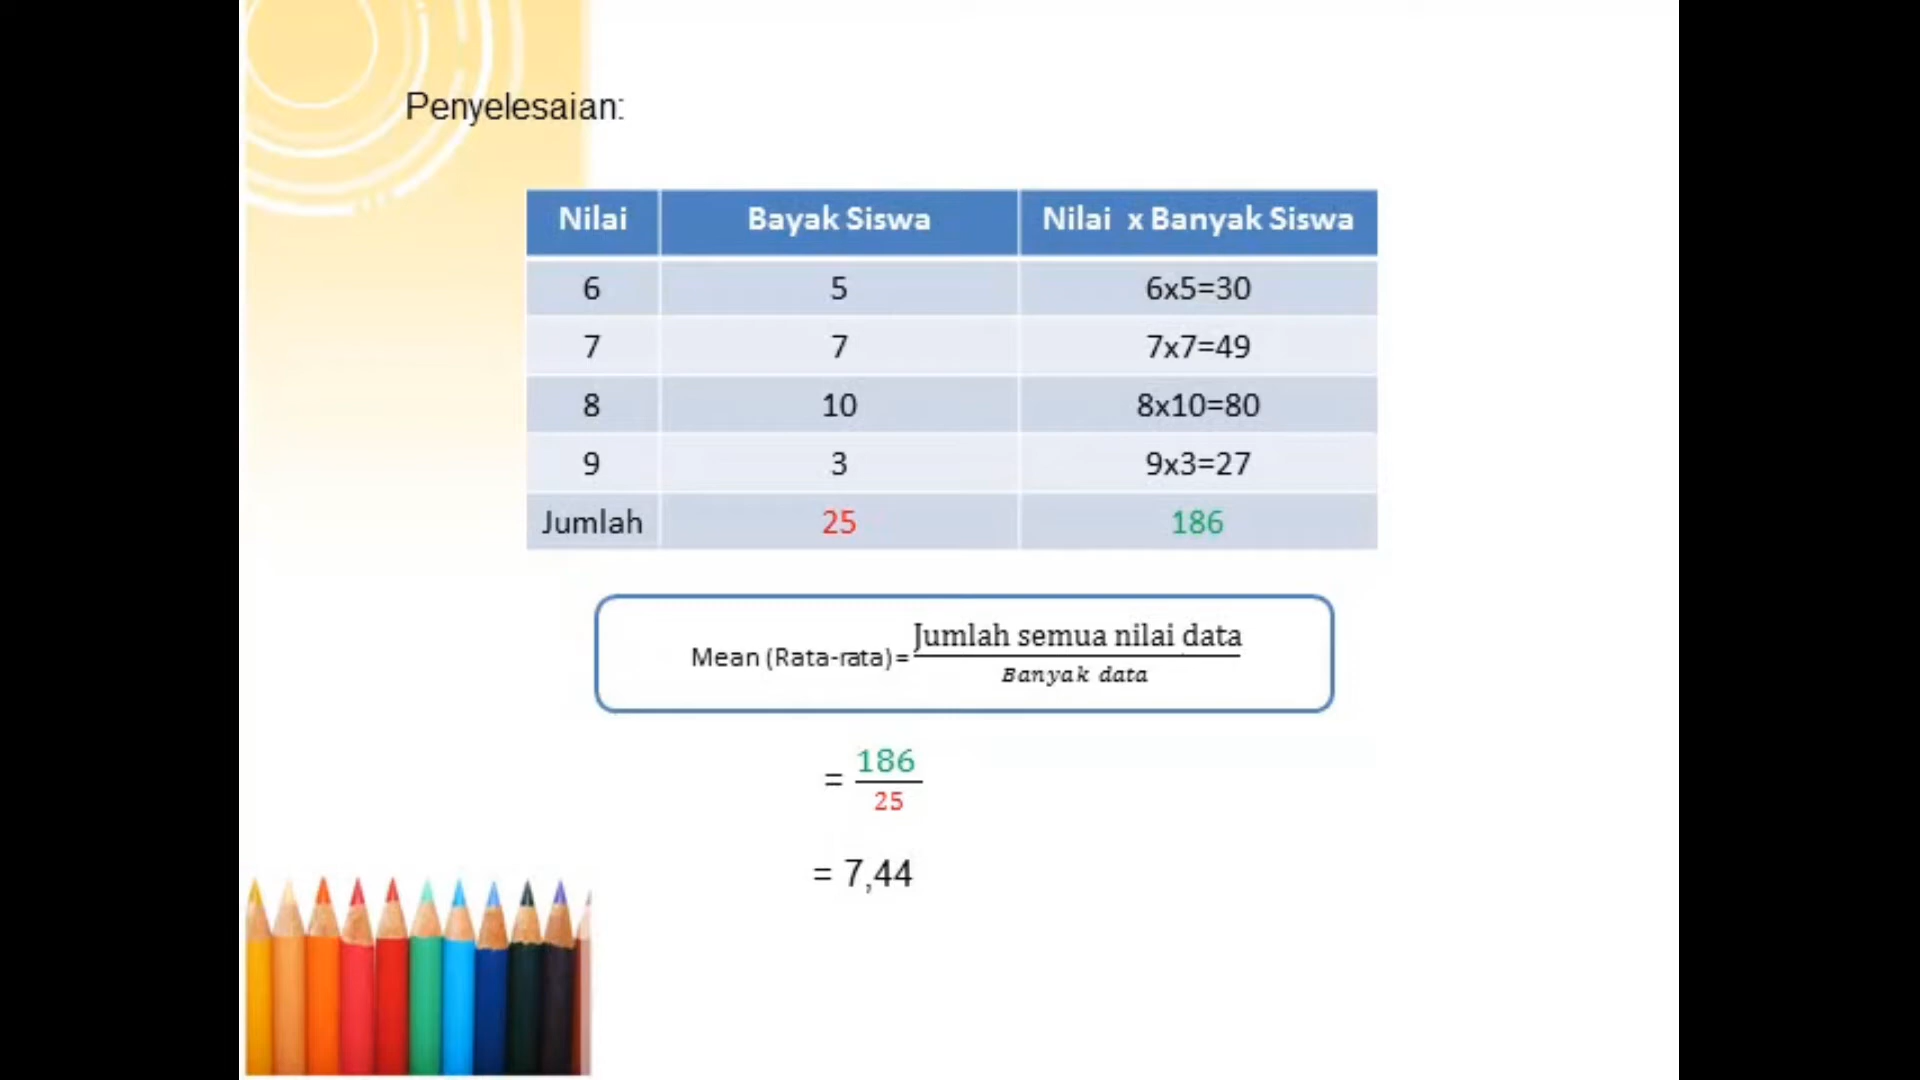 Penyelesaian:
Nilai Bayak Siswa Nilai x Banyak Siswa
6 5 6x5=30
7 7 7x7=49
8 10 8x10=80
9 3 9x3=27
Jumlah 25 186
Mean (Rata-rata)= Jumlah semua nilai data
Banyak data
= 186
25
= 7,44